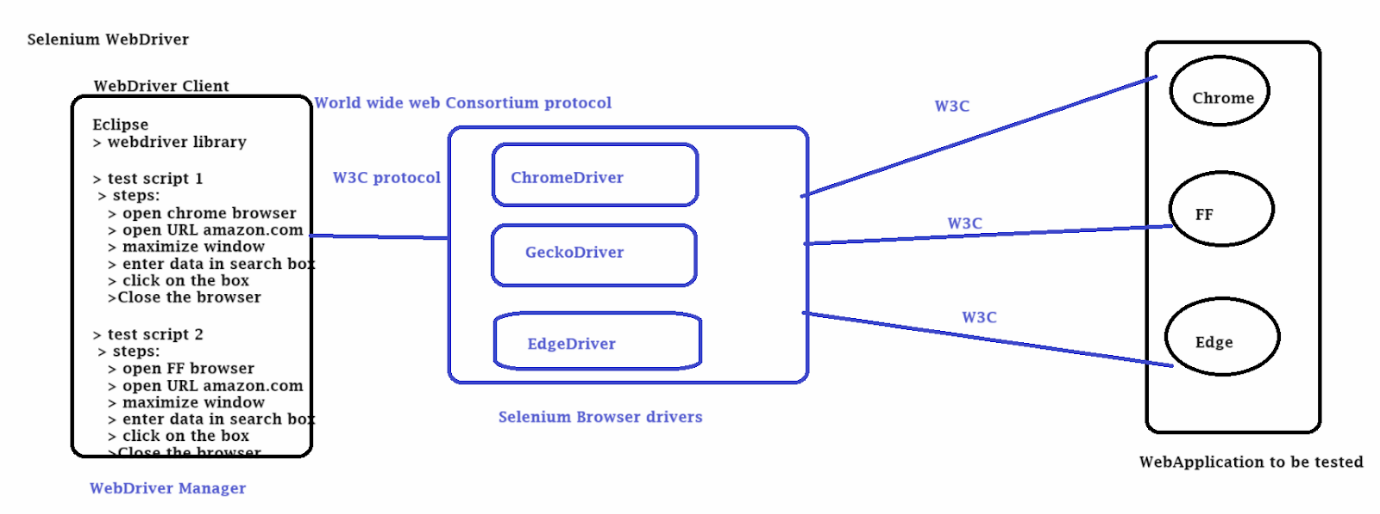 Selenium WebDriver
WebDriver Client
World wide web Consortium protocol
Eclipse
> webdriver library
> test script 1
> steps:
> open chrome browser
> open URL amazon.com
> maximize window
> enter data in search box
> click on the box
>Close the browser
> test script 2
> steps:
> open FF browser
> open URL amazon.com
> maximize window
> enter data in search box
> click on the box
>Close the browser
WebDriver Manager
W3C protocol
ChromeDriver
GeckoDriver
EdgeDriver
Selenium Browser drivers
W3C
W3C
W3C
Chrome
FF
Edge
WebApplication to be tested